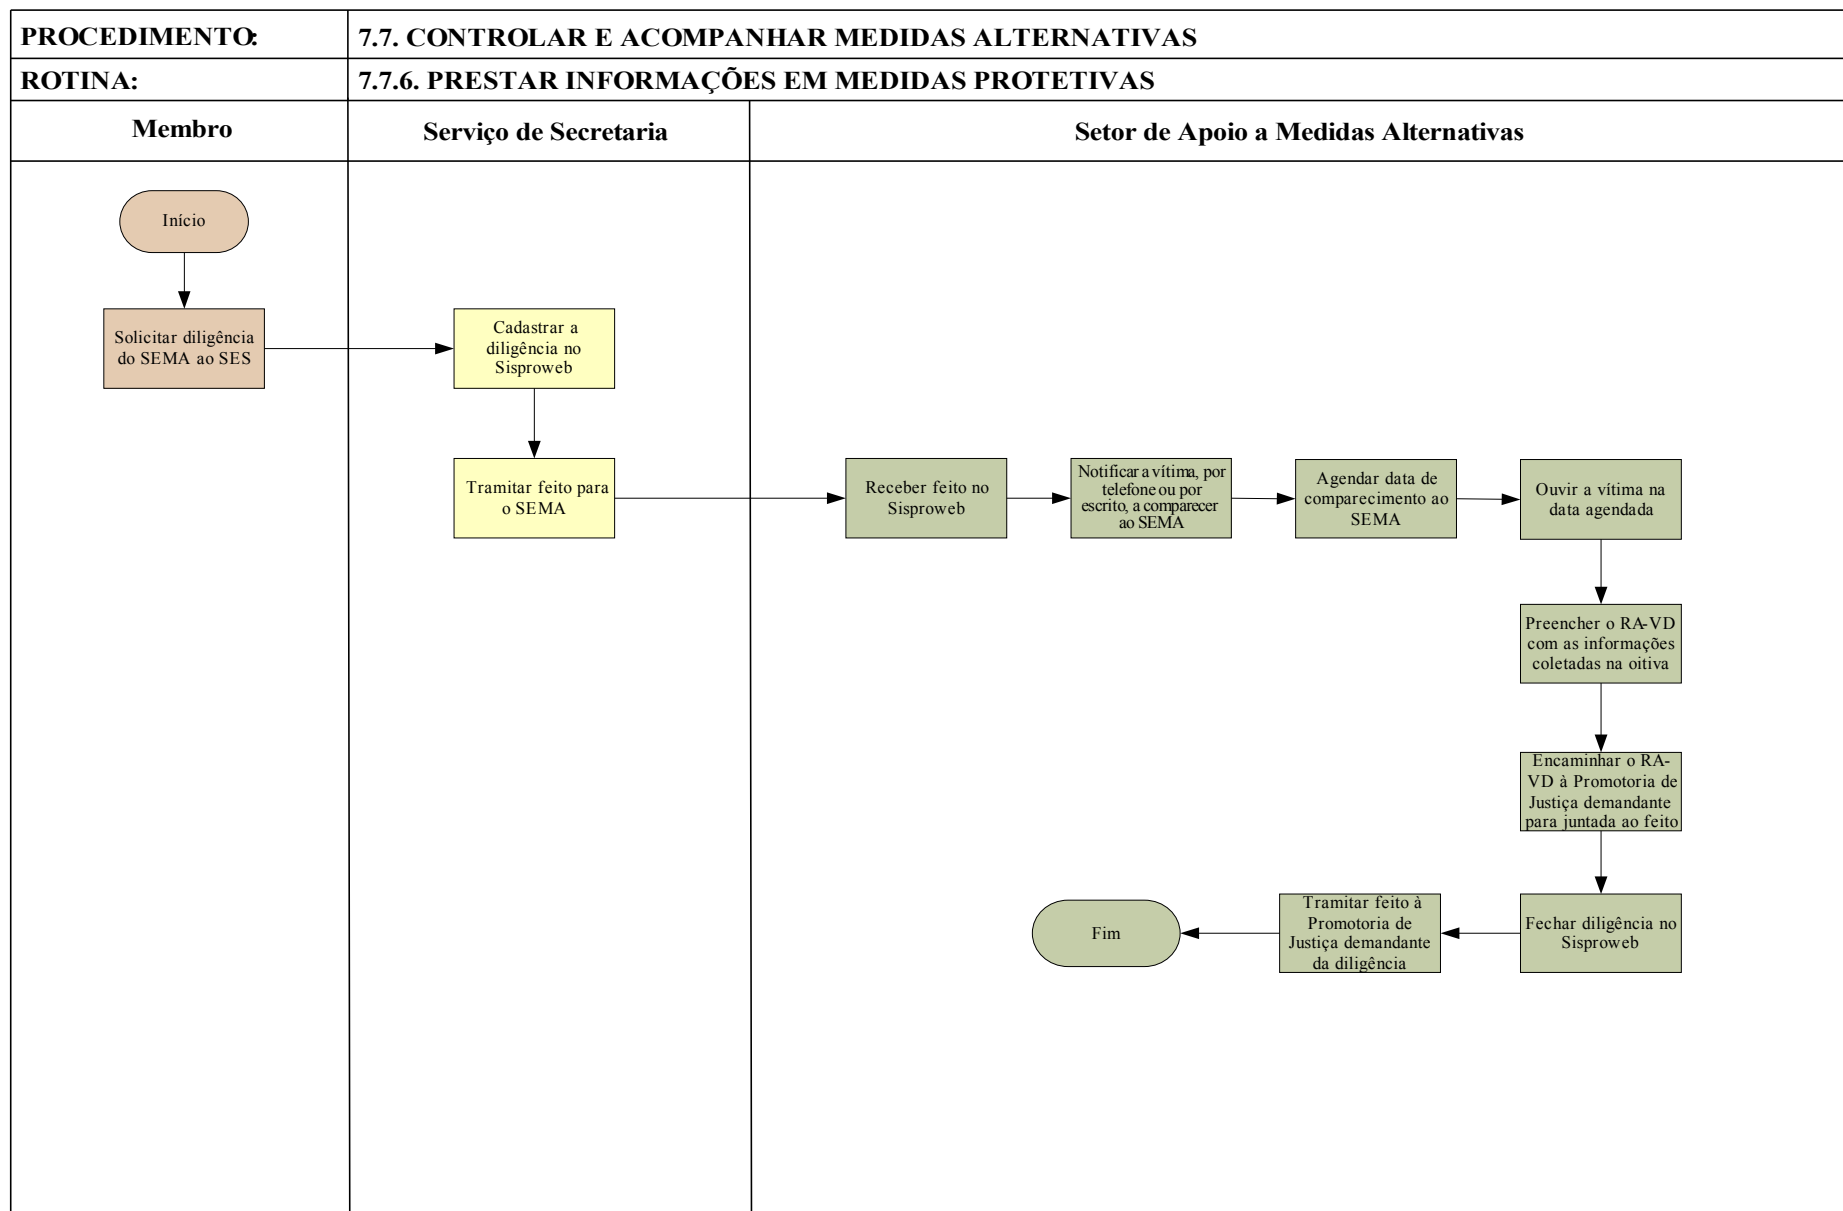 PROCEDIMENTO:
7.7. CONTROLAR E ACOMPANHAR MEDIDAS ALTERNATIVAS
ROTINA:
7.7.6. PRESTAR INFORMAÇÕES EM MEDIDAS PROTETIVAS
Membro
Serviço de Secretaria
Setor de Apoio a Medidas Alternativas
Início
Solicitar diligência
do SEMA ao SES
Cadastrar a
diligência no
Sisproweb
Tramitar feito para
o SEMA
Receber feito no
Sisproweb
Notificar a vítima, por
telefone ou por
escrito, a comparecer
ao SEMA
Agendar data de
comparecimento ao
SEMA
Ouvir a vítima na
data agendada
Preencher o RA-VD
com as informações
coletadas na oitiva
Encaminhar o RA-
VD à Promotoria de
Justiça demandante
para juntada ao feito
Fechar diligência no
Sisproweb
Tramitar feito à
Promotoria de
Justiça demandante
da diligência
Fim